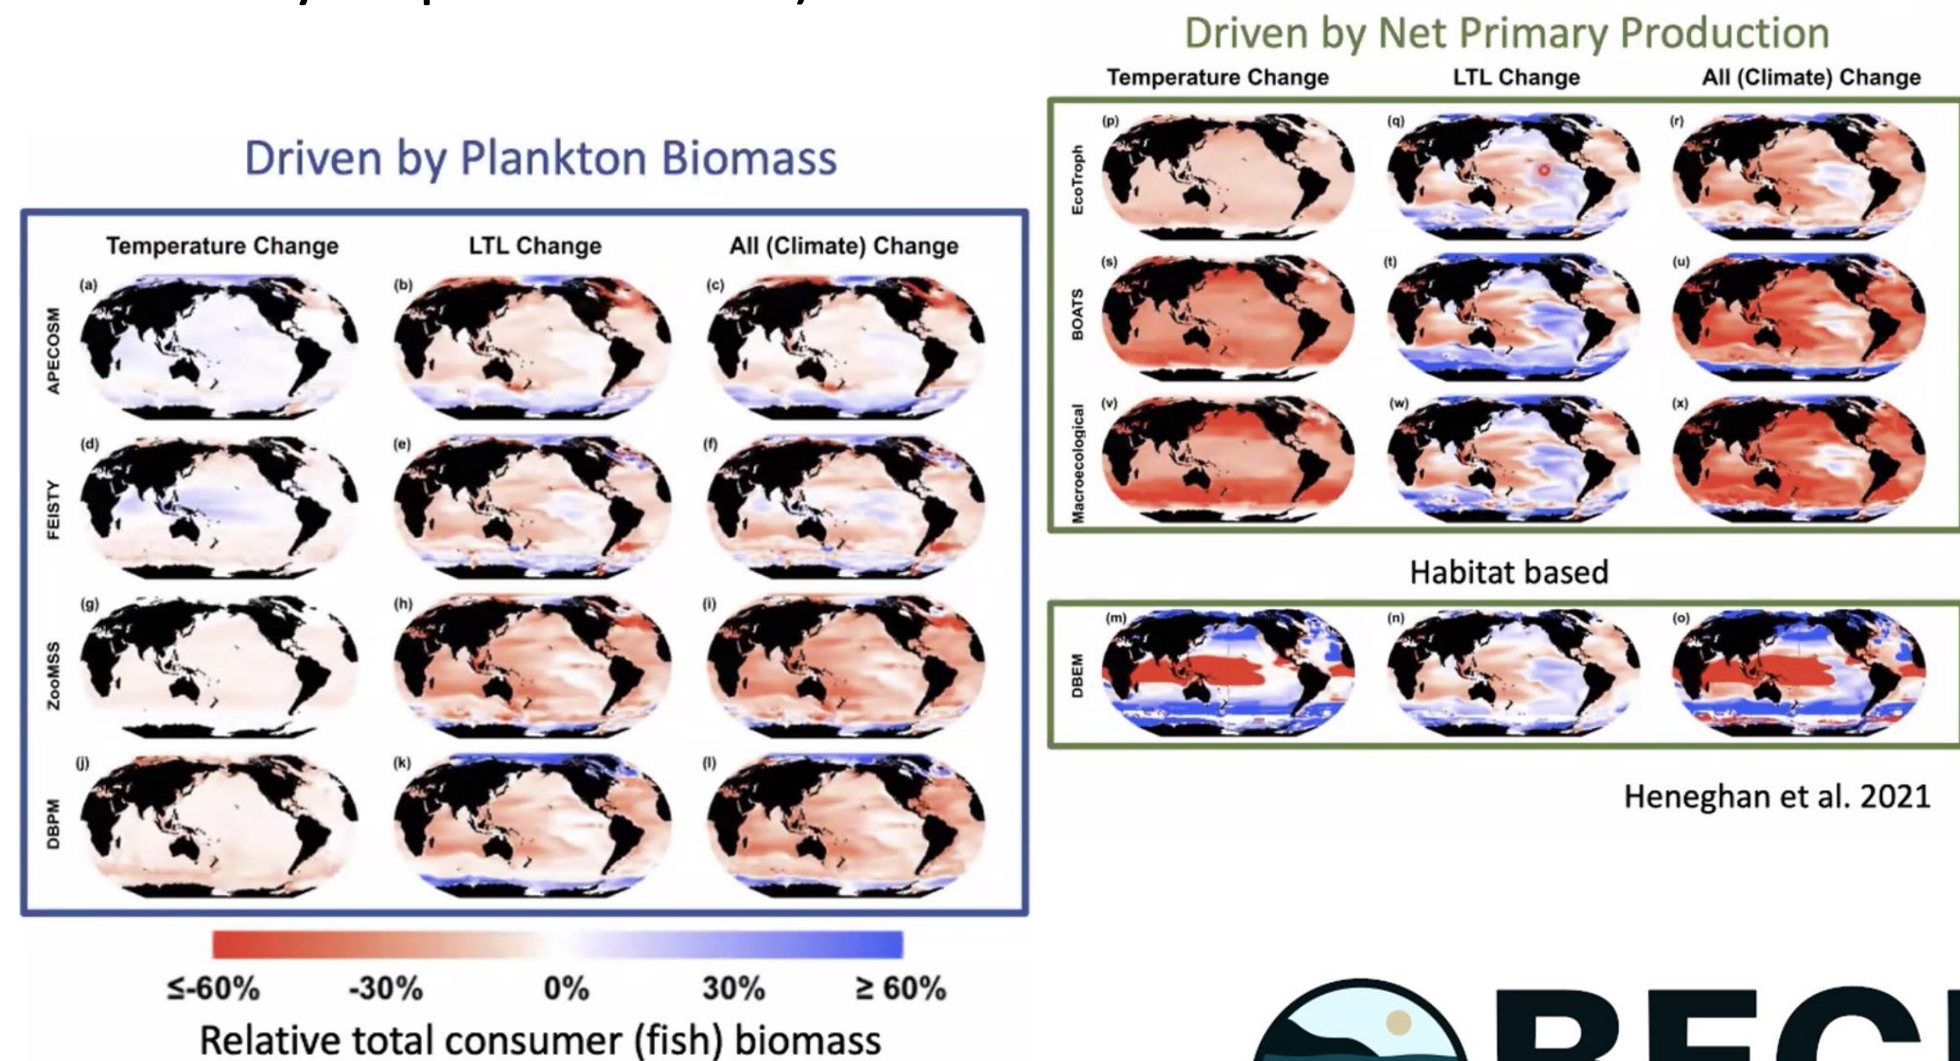 Driven by Plankton Biomass
Temperature Change LTL Change All (Climate) Change
APECOSM
(a) (b) (c)
FEISTY
(d) (e) (f)
ZooMSS
(g) (h) (i)
DBPM
(j) (k) (l)
≤-60% -30% 0% 30% ≥ 60%
Relative total consumer (fish) biomass
Driven by Net Primary Production
Temperature Change LTL Change All (Climate) Change
EcoTroph
(p) (q) (r)
BOATS
(s) (t) (u)
Macroecological
(v) (w) (x)
Habitat based
DBEM
(m) (n) (o)
Heneghan et al. 2021